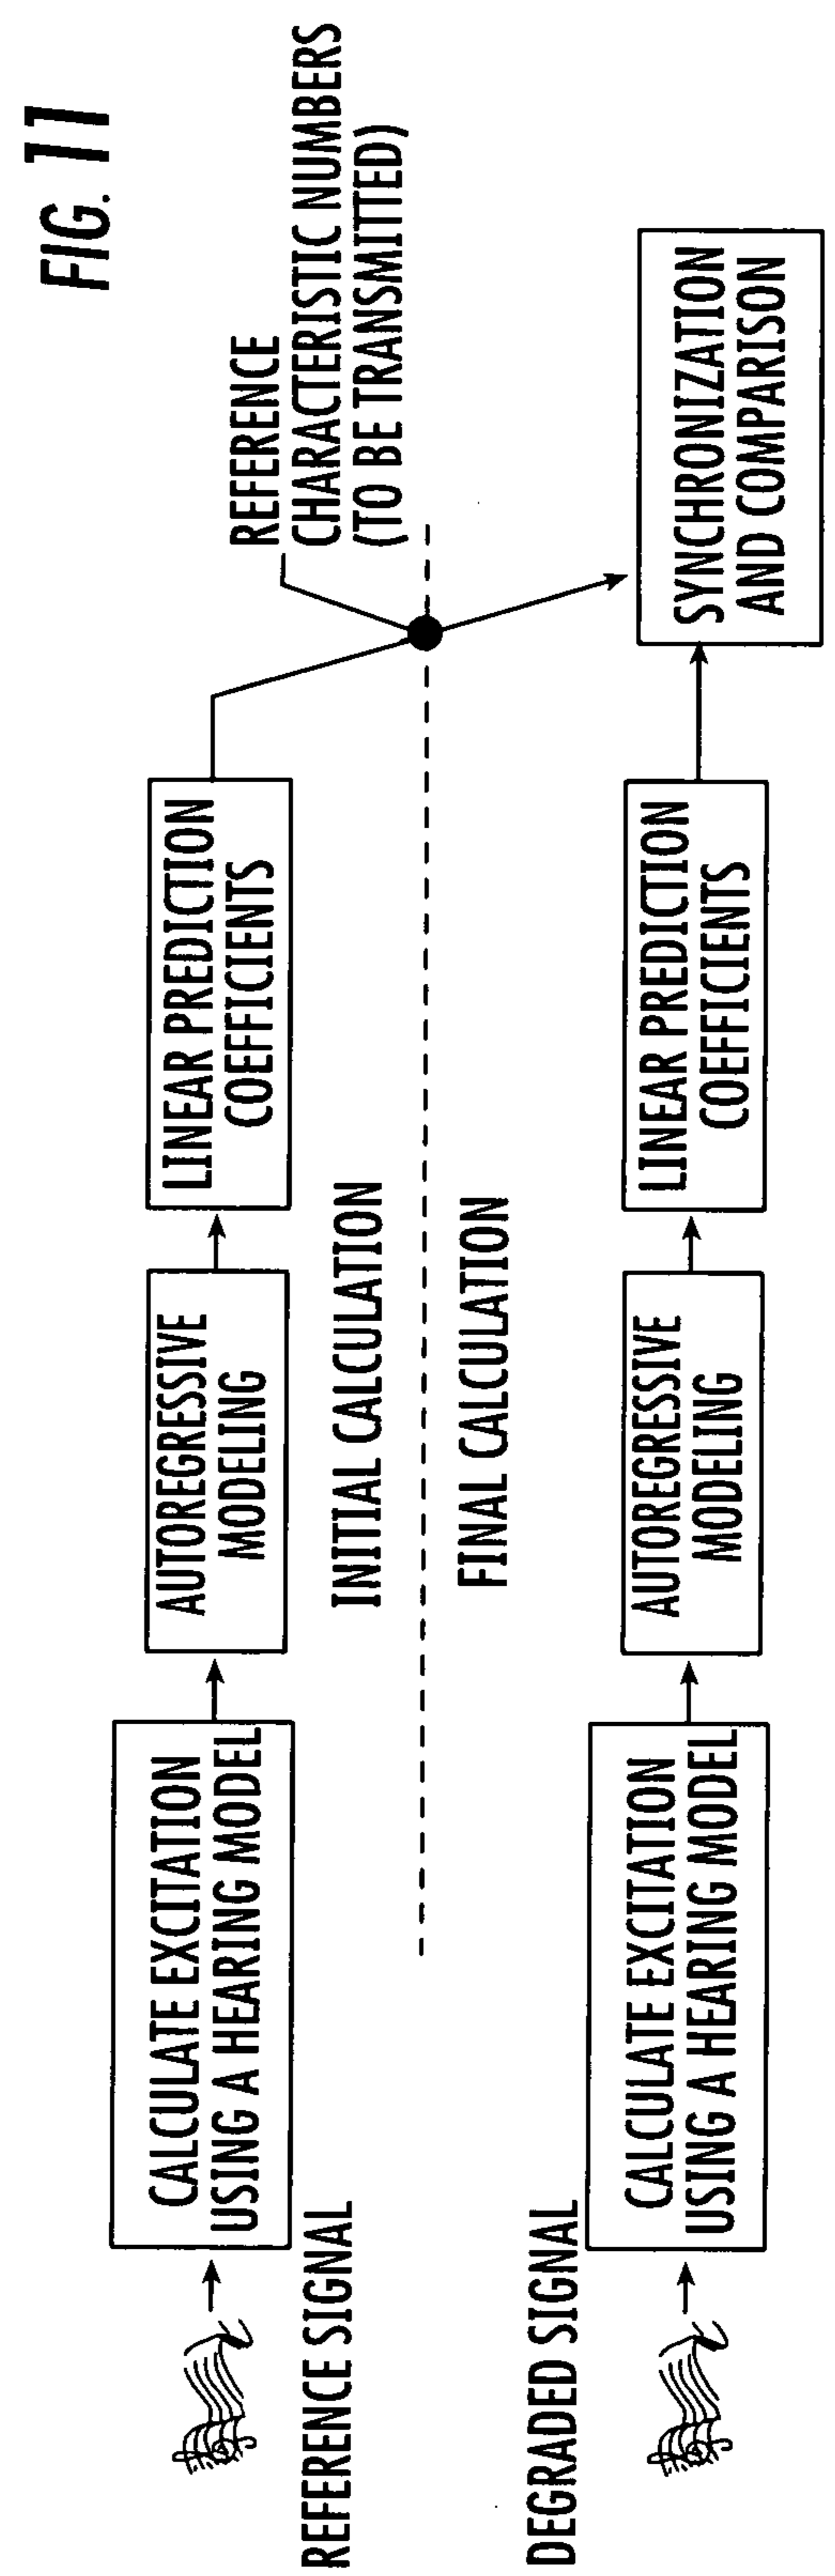 FIG. 11
REFERENCE
CHARACTERISTIC NUMBERS
(TO BE TRANSMITTED)
CALCULATE EXCITATION
USING A HEARING MODEL
AUTOREGRESSIVE
MODELING
LINEAR PREDICTION
COEFFICIENTS
REFERENCE SIGNAL
INITIAL CALCULATION
FINAL CALCULATION
DEGRADED SIGNAL
CALCULATE EXCITATION
USING A HEARING MODEL
AUTOREGRESSIVE
MODELING
LINEAR PREDICTION
COEFFICIENTS
SYNCHRONIZATION
AND COMPARISON